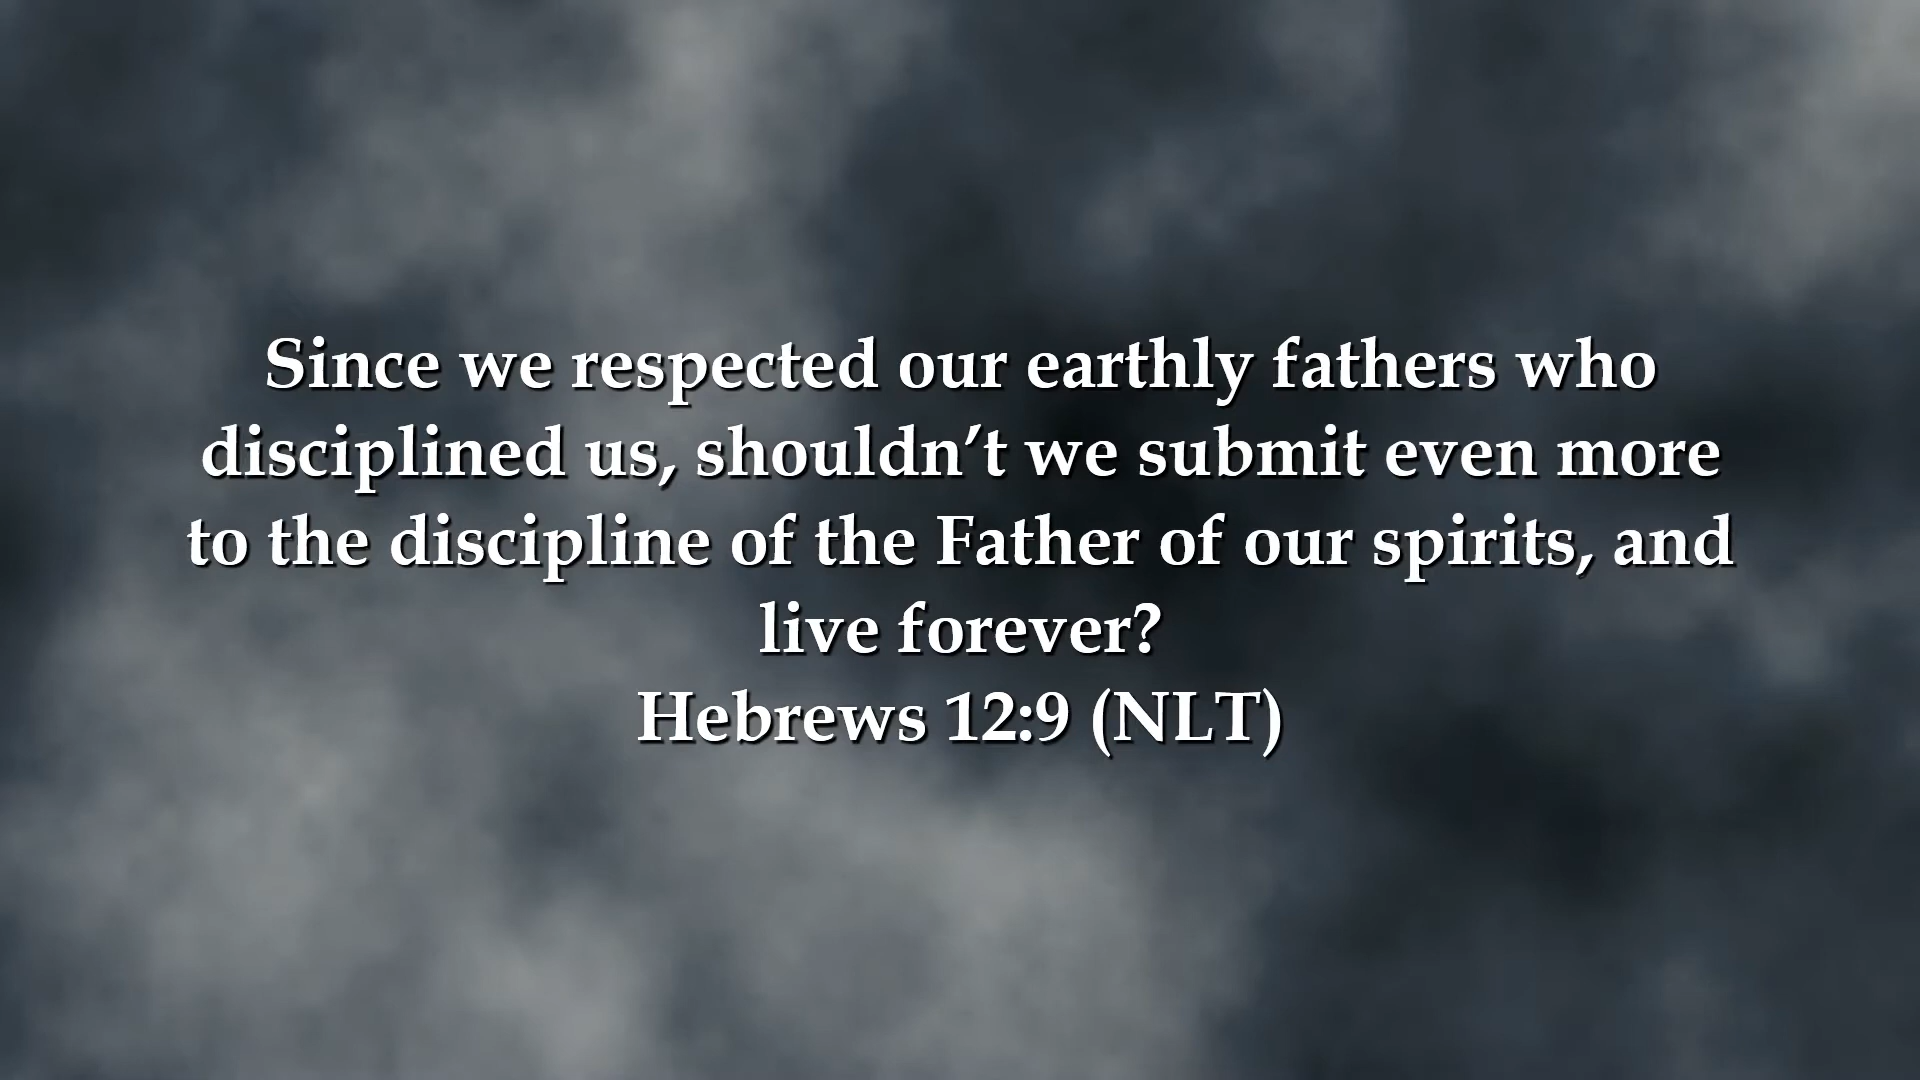 Since we respected our earthly fathers who
disciplined us, shouldn’t we submit even more
to the discipline of the Father of our spirits, and
live forever?
Hebrews 12:9 (NLT)